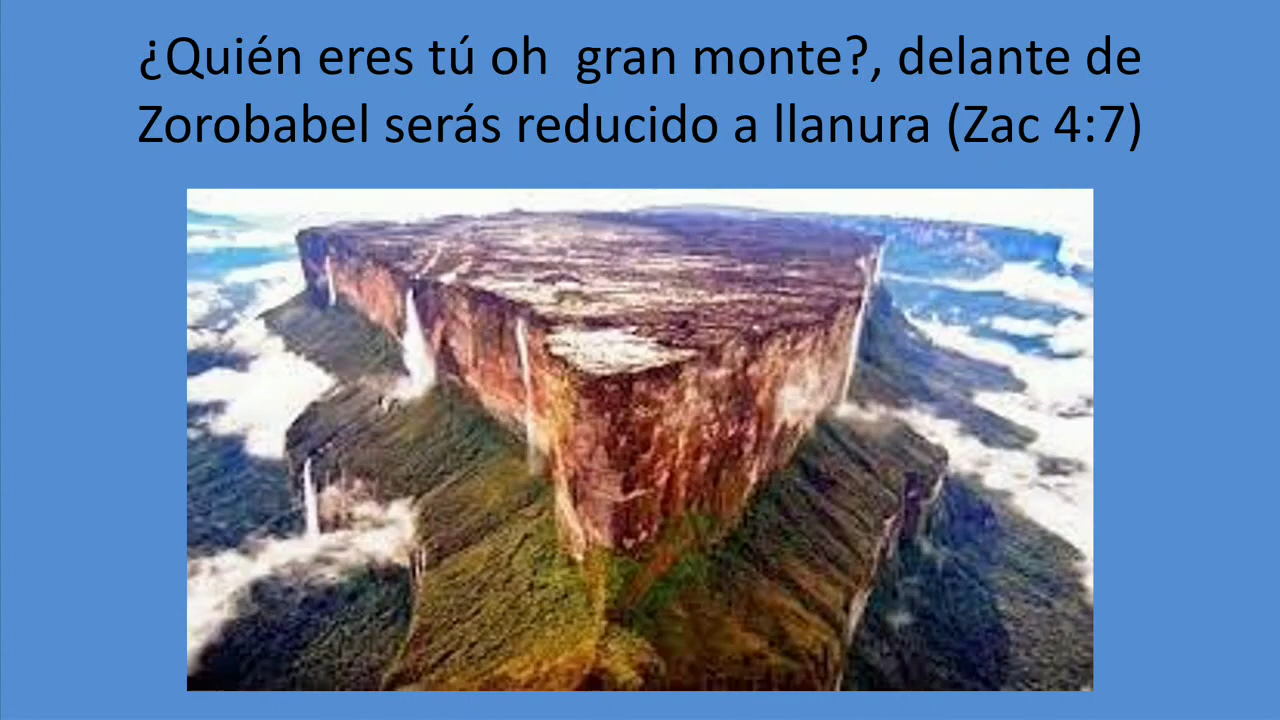 ¿Quién eres tú oh  gran monte?, delante de
Zorobabel serás reducido a llanura (Zac 4:7)